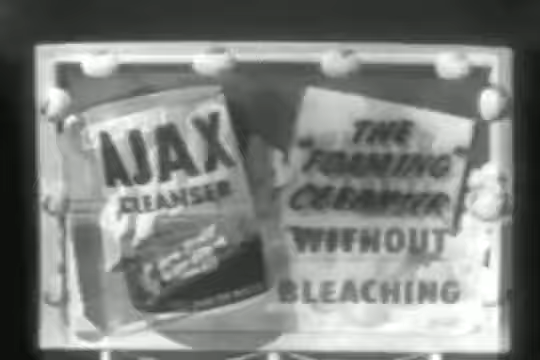 AJAX
CLEANSER
"THE
FOAMING"
CLEANSER
WITHOUT
BLEACHING